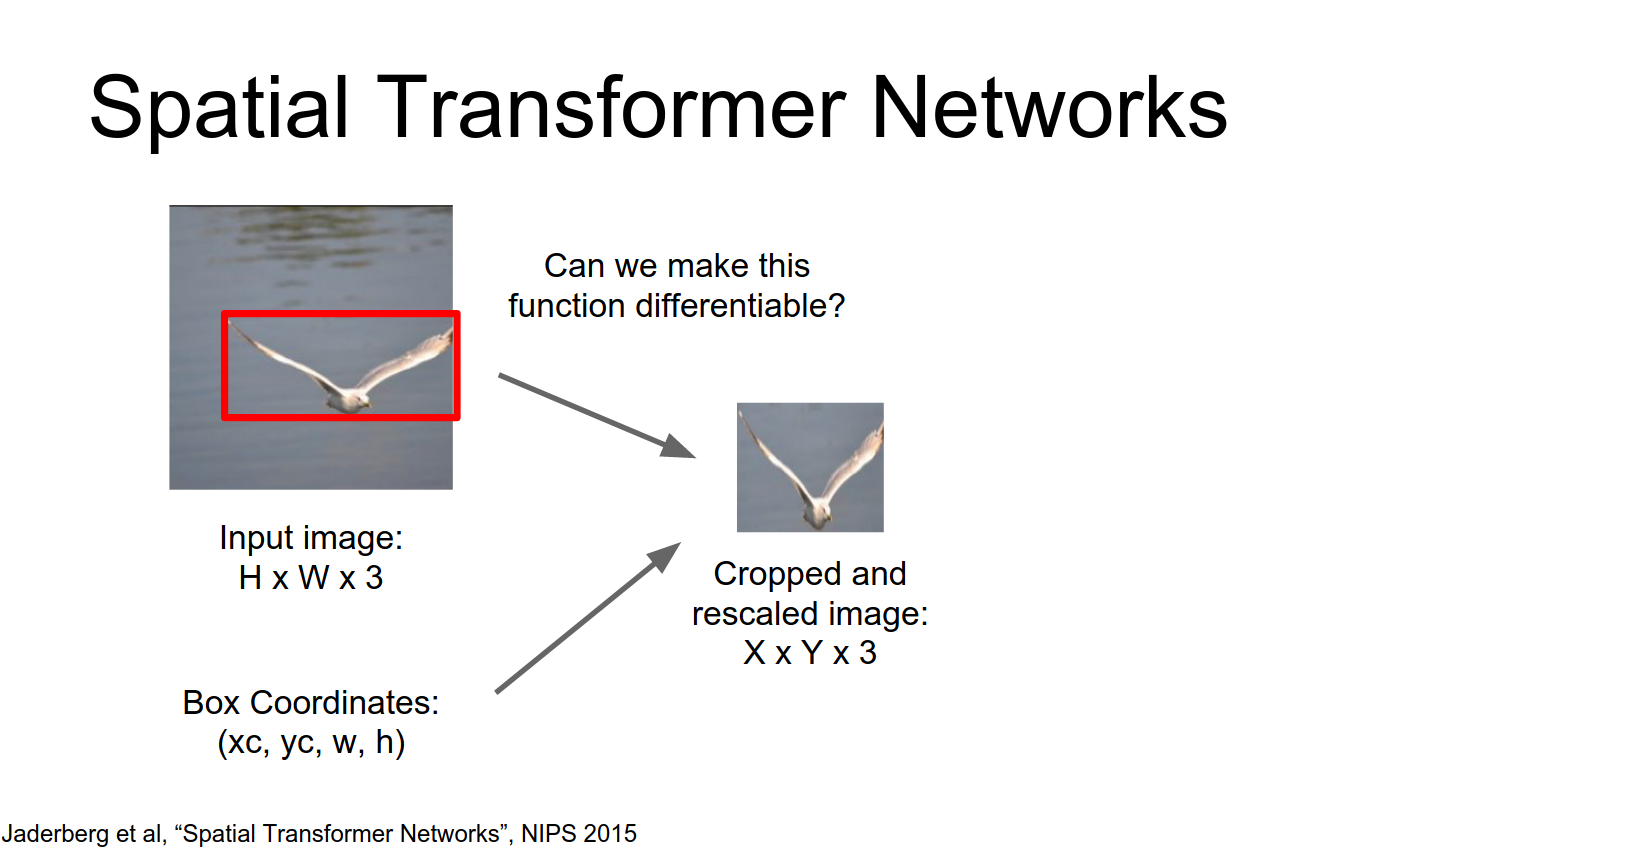 Spatial Transformer Networks
Can we make this
function differentiable?
Input image:
H x W x 3
Cropped and
rescaled image:
X x Y x 3
Box Coordinates:
(xc, yc, w, h)
Jaderberg et al, “Spatial Transformer Networks”, NIPS 2015